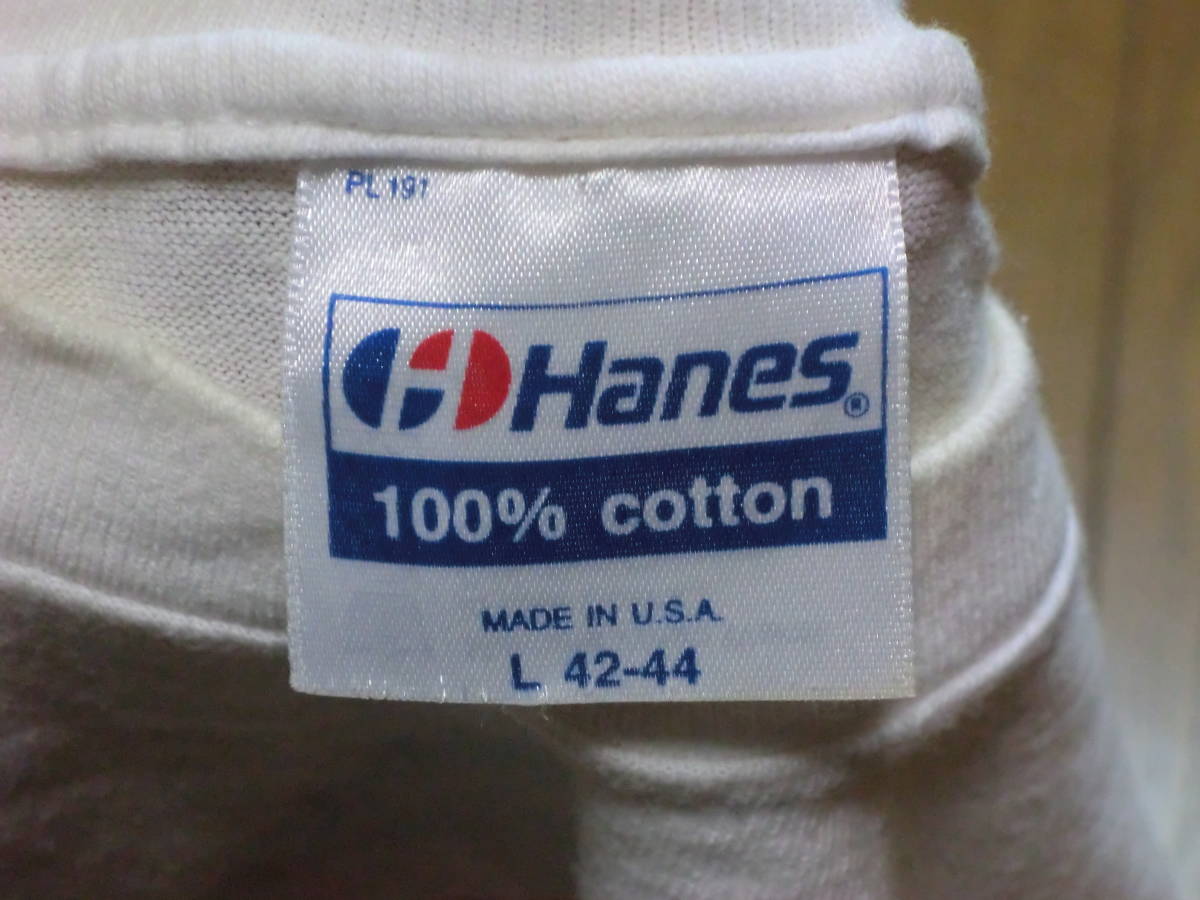 PL 191
Hanes®
100% cotton
MADE IN U.S.A.
L 42-44